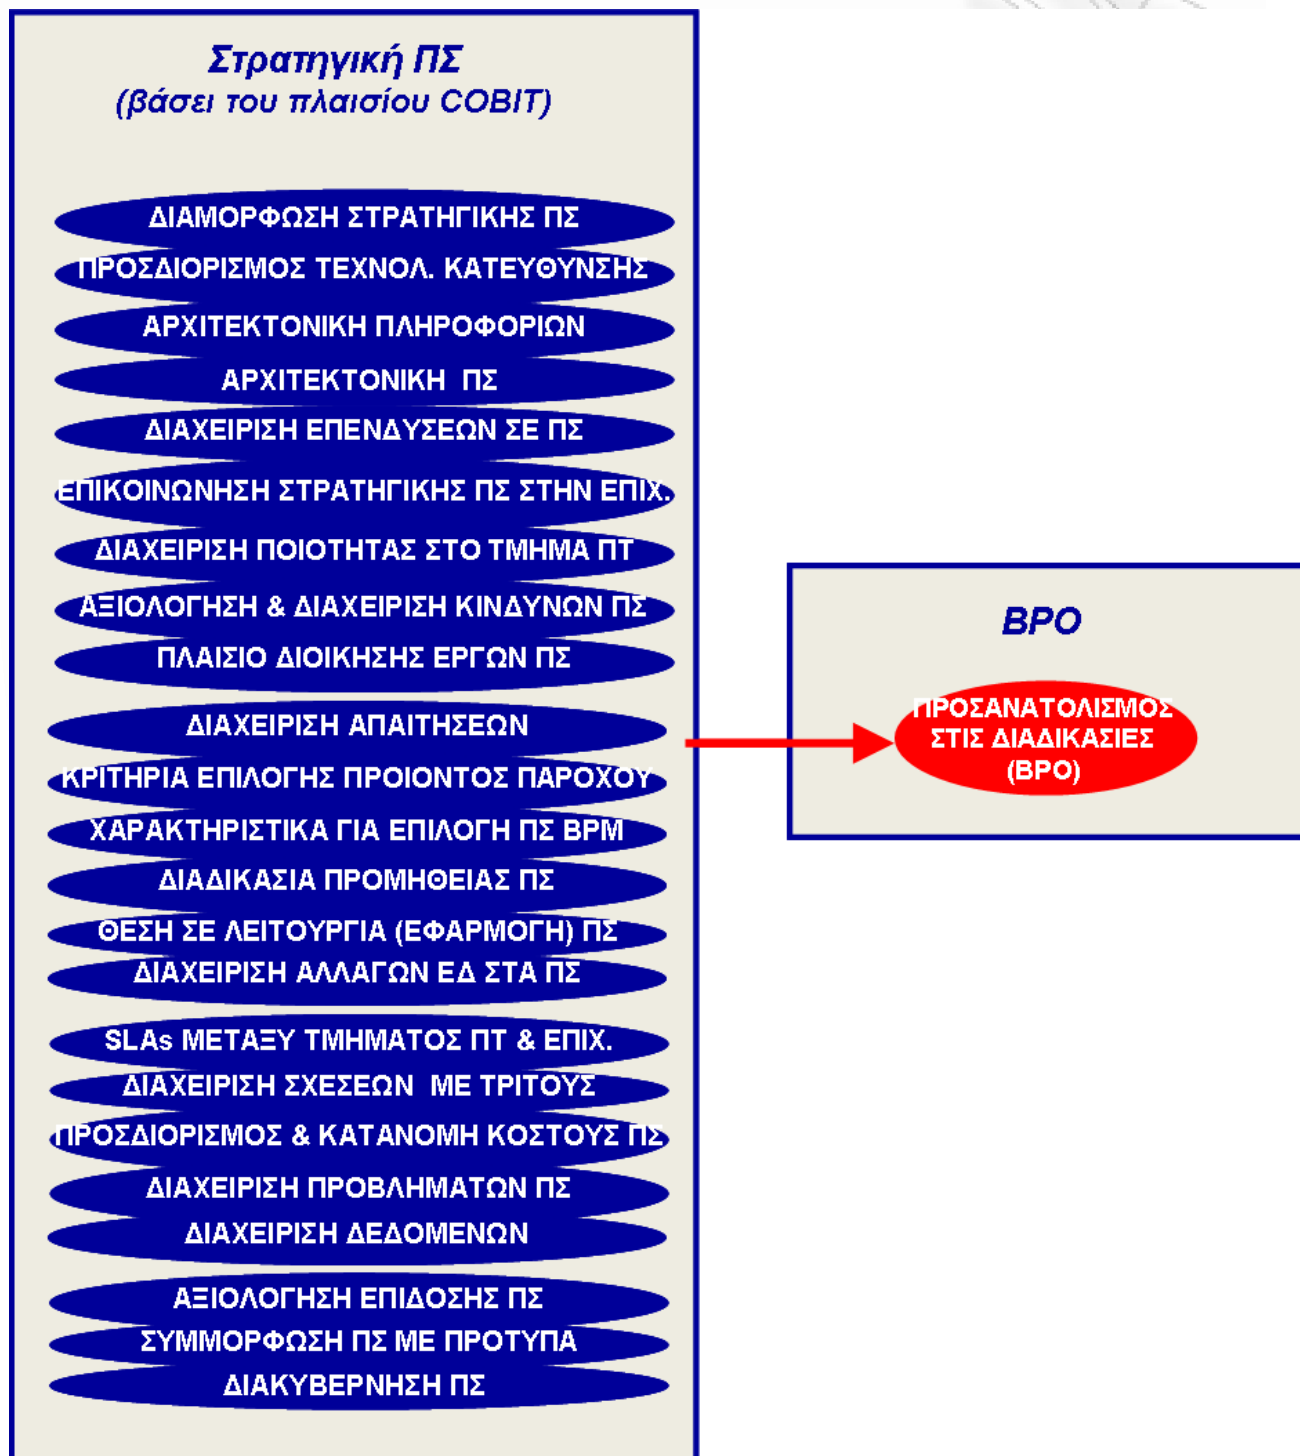 Στρατηγική ΠΣ
(βάσει του πλαισίου COBIT)
ΔΙΑΜΟΡΦΩΣΗ ΣΤΡΑΤΗΓΙΚΗΣ ΠΣ
ΠΡΟΣΔΙΟΡΙΣΜΟΣ ΤΕΧΝΟΛ. ΚΑΤΕΥΘΥΝΣΗΣ
ΑΡΧΙΤΕΚΤΟΝΙΚΗ ΠΛΗΡΟΦΟΡΙΩΝ
ΑΡΧΙΤΕΚΤΟΝΙΚΗ ΠΣ
ΔΙΑΧΕΙΡΙΣΗ ΕΠΕΝΔΥΣΕΩΝ ΣΕ ΠΣ
ΕΠΙΚΟΙΝΩΝΗΣΗ ΣΤΡΑΤΗΓΙΚΗΣ ΠΣ ΣΤΗΝ ΕΠΙΧ.
ΔΙΑΧΕΙΡΙΣΗ ΠΟΙΟΤΗΤΑΣ ΣΤΟ ΤΜΗΜΑ ΠΤ
ΑΞΙΟΛΟΓΗΣΗ & ΔΙΑΧΕΙΡΙΣΗ ΚΙΝΔΥΝΩΝ ΠΣ
ΠΛΑΙΣΙΟ ΔΙΟΙΚΗΣΗΣ ΕΡΓΩΝ ΠΣ
ΔΙΑΧΕΙΡΙΣΗ ΑΠΑΙΤΗΣΕΩΝ
ΚΡΙΤΗΡΙΑ ΕΠΙΛΟΓΗΣ ΠΡΟΙΟΝΤΟΣ ΠΑΡΟΧΟΥ
ΧΑΡΑΚΤΗΡΙΣΤΙΚΑ ΓΙΑ ΕΠΙΛΟΓΗ ΠΣ BPM
ΔΙΑΔΙΚΑΣΙΑ ΠΡΟΜΗΘΕΙΑΣ ΠΣ
ΘΕΣΗ ΣΕ ΛΕΙΤΟΥΡΓΙΑ (ΕΦΑΡΜΟΓΗ) ΠΣ
ΔΙΑΧΕΙΡΙΣΗ ΑΛΛΑΓΩΝ ΕΔ ΣΤΑ ΠΣ
SLAs ΜΕΤΑΞΥ ΤΜΗΜΑΤΟΣ ΠΤ & ΕΠΙΧ.
ΔΙΑΧΕΙΡΙΣΗ ΣΧΕΣΕΩΝ ΜΕ ΤΡΙΤΟΥΣ
ΠΡΟΣΔΙΟΡΙΣΜΟΣ & ΚΑΤΑΝΟΜΗ ΚΟΣΤΟΥΣ ΠΣ
ΔΙΑΧΕΙΡΙΣΗ ΠΡΟΒΛΗΜΑΤΩΝ ΠΣ
ΔΙΑΧΕΙΡΙΣΗ ΔΕΔΟΜΕΝΩΝ
ΑΞΙΟΛΟΓΗΣΗ ΕΠΙΔΟΣΗΣ ΠΣ
ΣΥΜΜΟΡΦΩΣΗ ΠΣ ΜΕ ΠΡΟΤΥΠΑ
ΔΙΑΚΥΒΕΡΝΗΣΗ ΠΣ
BPO
ΠΡΟΣΑΝΑΤΟΛΙΣΜΟΣ
ΣΤΙΣ ΔΙΑΔΙΚΑΣΙΕΣ
(BPO)